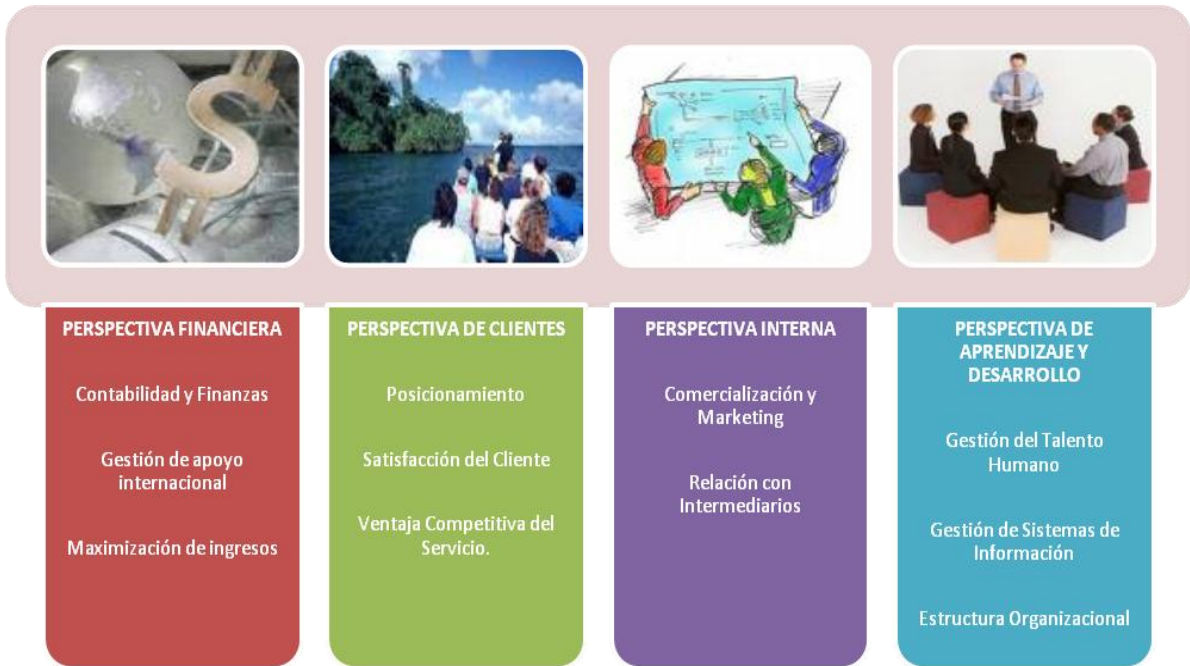 PERSPECTIVA FINANCIERA
Contabilidad y Finanzas
Gestión de apoyo
internacional
Maximización de ingresos
PERSPECTIVA DE CLIENTES
Posicionamiento
Satisfacción del Cliente
Ventaja Competitiva del
Servicio.
PERSPECTIVA INTERNA
Comercialización y
Marketing
Relación con
Intermediarios
PERSPECTIVA DE
APRENDIZAJE Y
DESARROLLO
Gestión del Talento
Humano
Gestión de Sistemas de
Información
Estructura Organizacional